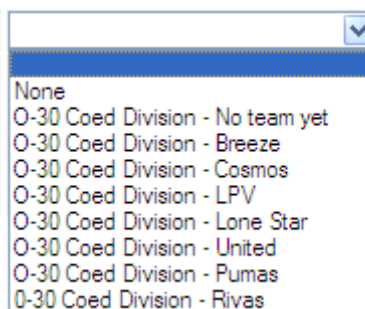 None
O-30 Coed Division - No team yet
O-30 Coed Division - Breeze
O-30 Coed Division - Cosmos
O-30 Coed Division - LPV
O-30 Coed Division - Lone Star
O-30 Coed Division - United
O-30 Coed Division - Pumas
0-30 Coed Division - Rivas